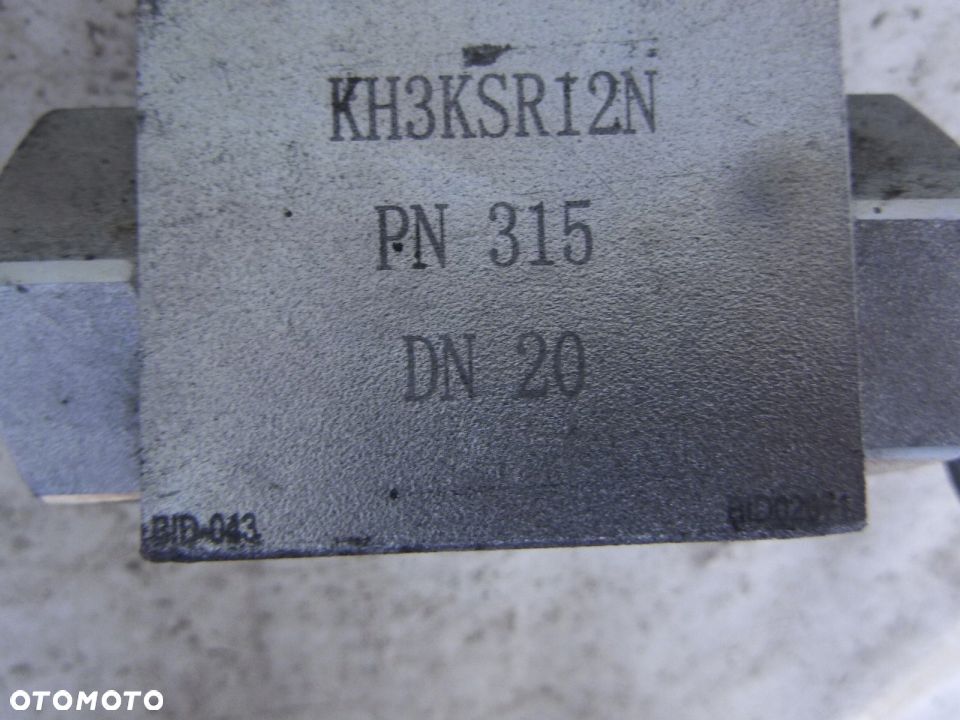 KH3KSR12N
PN 315
DN 20
BID-043
OTOMOTO